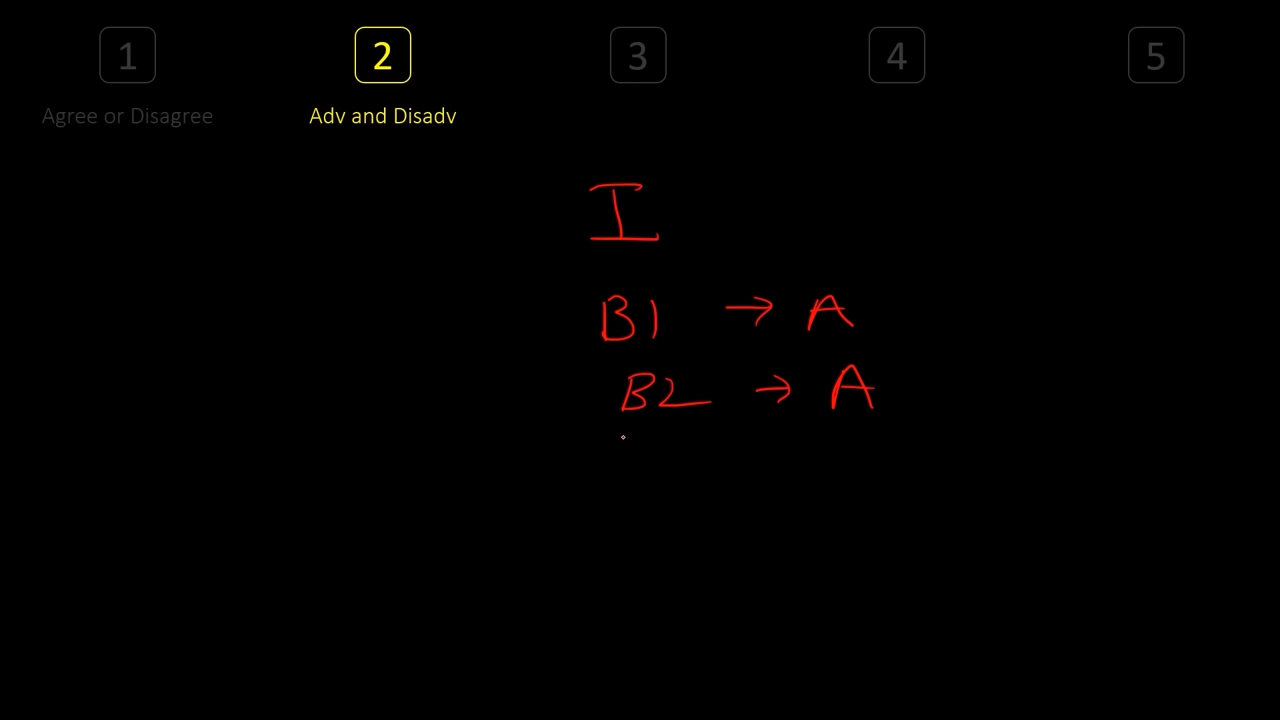 1 2 3 4 5
Agree or Disagree Adv and Disadv
I
B1 → A
B2 → A